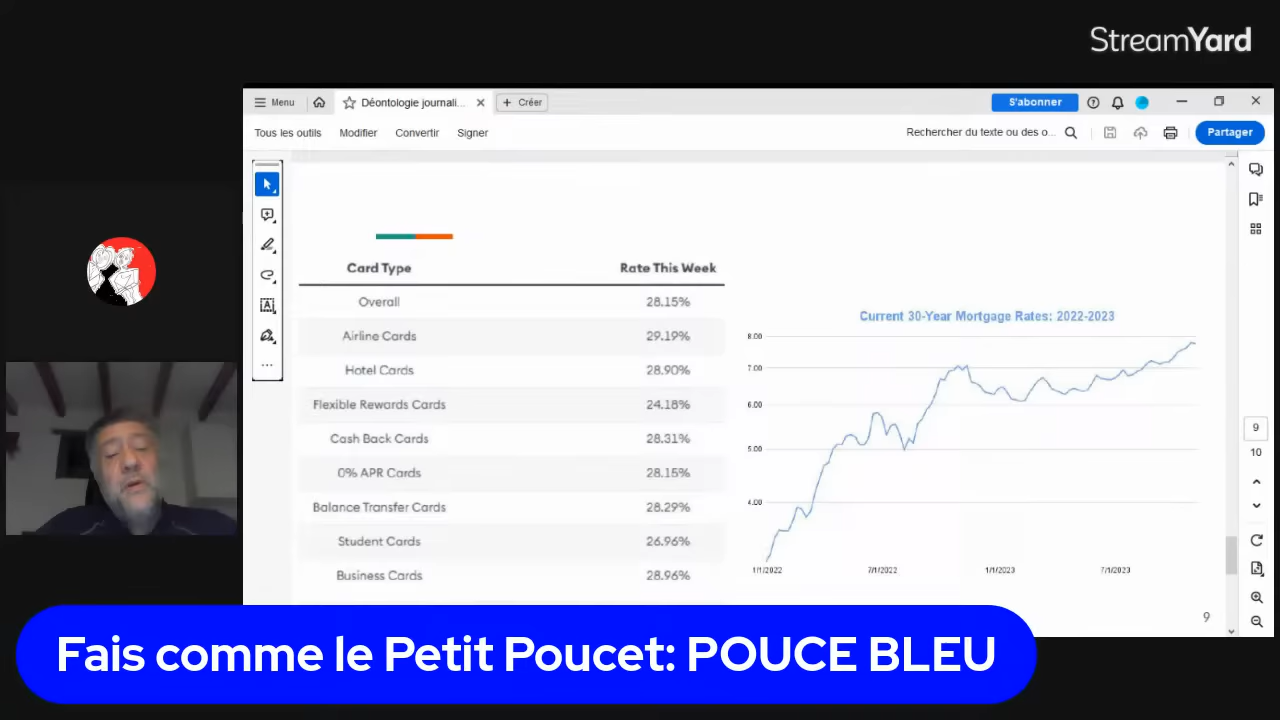 StreamYard
Menu
Déontologie journali...
Créer
S'abonner
Tous les outils
Modifier
Convertir
Signer
Rechercher du texte ou des o...
Partager
Card Type Rate This Week
Overall 28.15%
Airline Cards 29.19%
Hotel Cards 28.90%
Flexible Rewards Cards 24.18%
Cash Back Cards 28.31%
0% APR Cards 28.15%
Balance Transfer Cards 28.29%
Student Cards 26.96%
Business Cards 28.96%
Current 30-Year Mortgage Rates: 2022-2023
8.00
7.00
6.00
5.00
4.00
1/1/2022 7/1/2022 1/1/2023 7/1/2023
9
10
9
Fais comme le Petit Poucet: POUCE BLEU